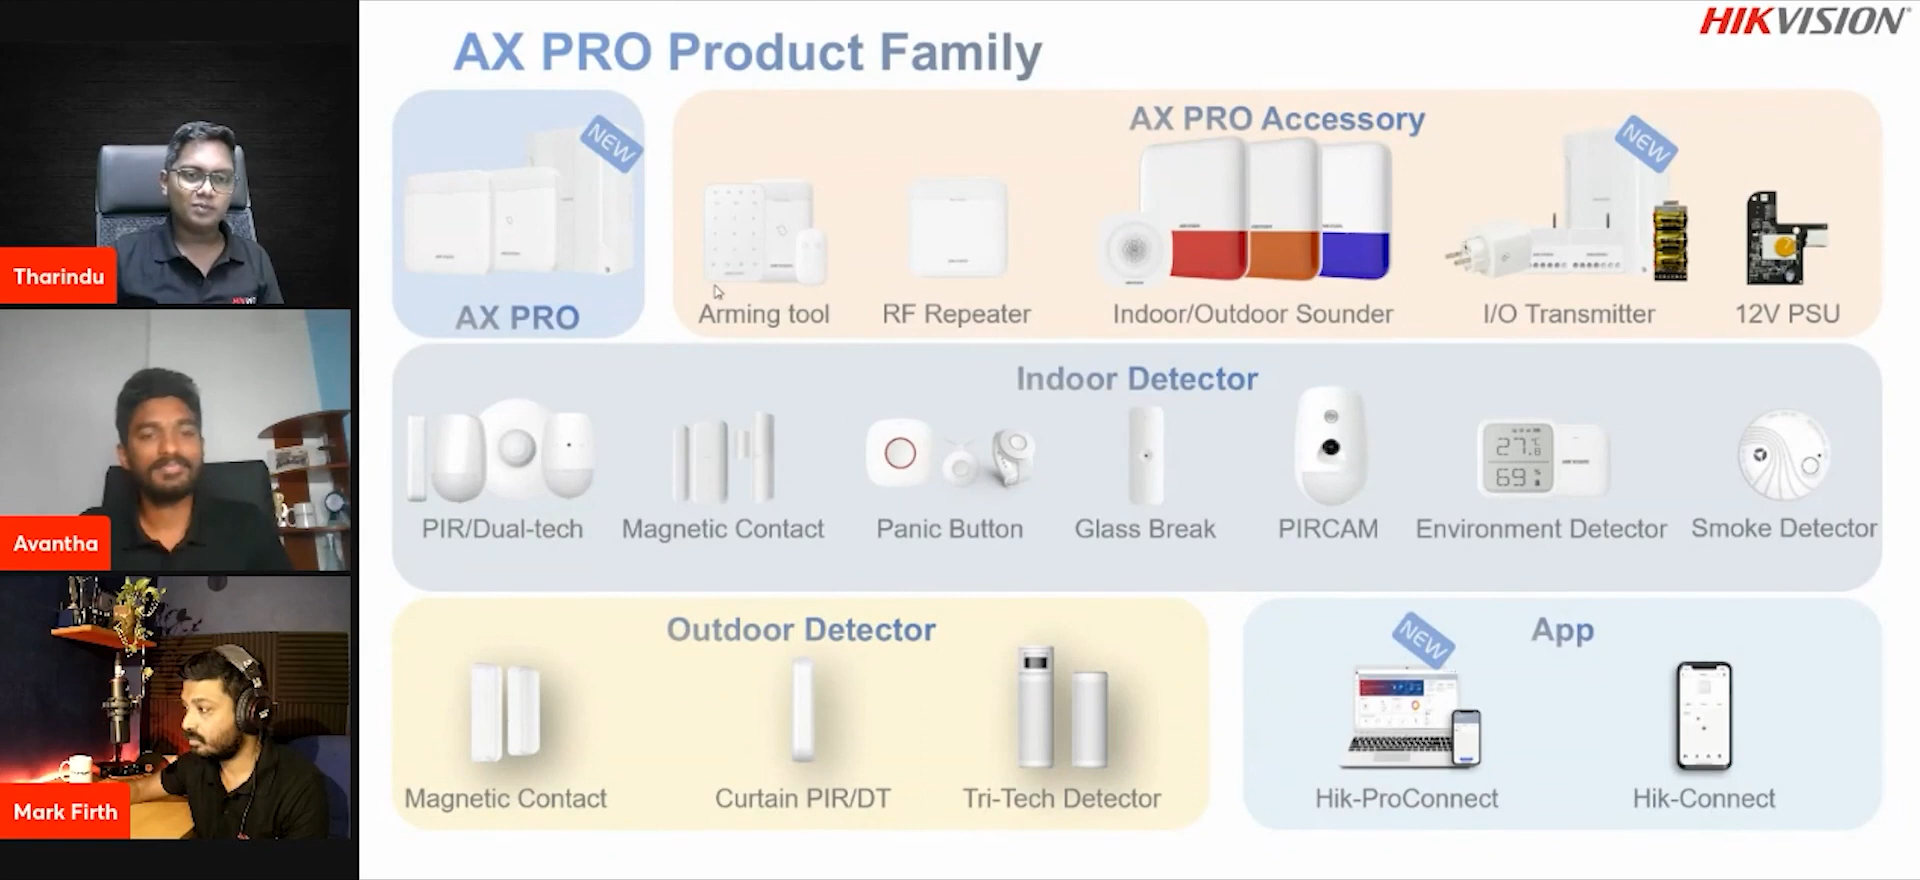 HIKVISION
AX PRO Product Family
NEW
AX PRO
AX PRO Accessory
NEW
Arming tool
RF Repeater
Indoor/Outdoor Sounder
I/O Transmitter
12V PSU
Indoor Detector
27.8
69 %
PIR/Dual-tech
Magnetic Contact
Panic Button
Glass Break
PIRCAM
Environment Detector
Smoke Detector
Outdoor Detector
Magnetic Contact
Curtain PIR/DT
Tri-Tech Detector
NEW
App
Hik-ProConnect
Hik-Connect
Tharindu
Avantha
Mark Firth